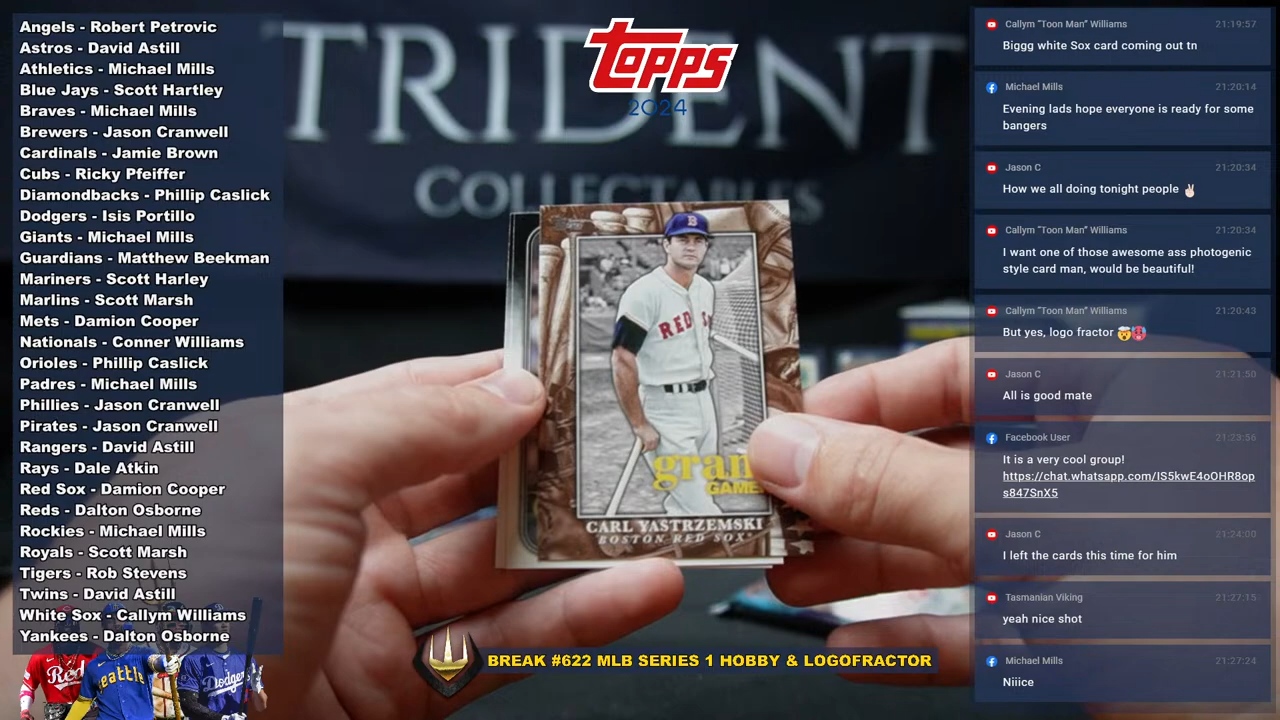 Angels - Robert Petrovic
Astros - David Astill
Athletics - Michael Mills
Blue Jays - Scott Hartley
Braves - Michael Mills
Brewers - Jason Cranwell
Cardinals - Jamie Brown
Cubs - Ricky Pfeiffer
Diamondbacks - Phillip Caslick
Dodgers - Isis Portillo
Giants - Michael Mills
Guardians - Matthew Beekman
Mariners - Scott Harley
Marlins - Scott Marsh
Mets - Damion Cooper
Nationals - Conner Williams
Orioles - Phillip Caslick
Padres - Michael Mills
Phillies - Jason Cranwell
Pirates - Jason Cranwell
Rangers - David Astill
Rays - Dale Atkin
Red Sox - Damion Cooper
Reds - Dalton Osborne
Rockies - Michael Mills
Royals - Scott Marsh
Tigers - Rob Stevens
Twins - David Astill
White Sox - Callym Williams
Yankees - Dalton Osborne
Reds
seattle
Dodgers
TRIDENT
COLLECTABLES
topps
2024
B
RED S
gran
GAME
CARL YASTRZEMSKI
BOSTON RED SOX
BREAK #622 MLB SERIES 1 HOBBY & LOGOFRACTOR
Callym "Toon Man" Williams 21:19:57
Biggg white Sox card coming out tn
Michael Mills 21:20:14
Evening lads hope everyone is ready for some
bangers
Jason C 21:20:34
How we all doing tonight people ✌🏻
Callym "Toon Man" Williams 21:20:34
I want one of those awesome ass photogenic
style card man, would be beautiful!
Callym "Toon Man" Williams 21:20:43
But yes, logo fractor 🤯🥵
Jason C 21:21:50
All is good mate
Facebook User 21:23:56
It is a very cool group!
https://chat.whatsapp.com/IS5kwE4oOHR8op
s847SnX5
Jason C 21:24:00
I left the cards this time for him
Tasmanian Viking 21:27:15
yeah nice shot
Michael Mills 21:27:24
Niiice